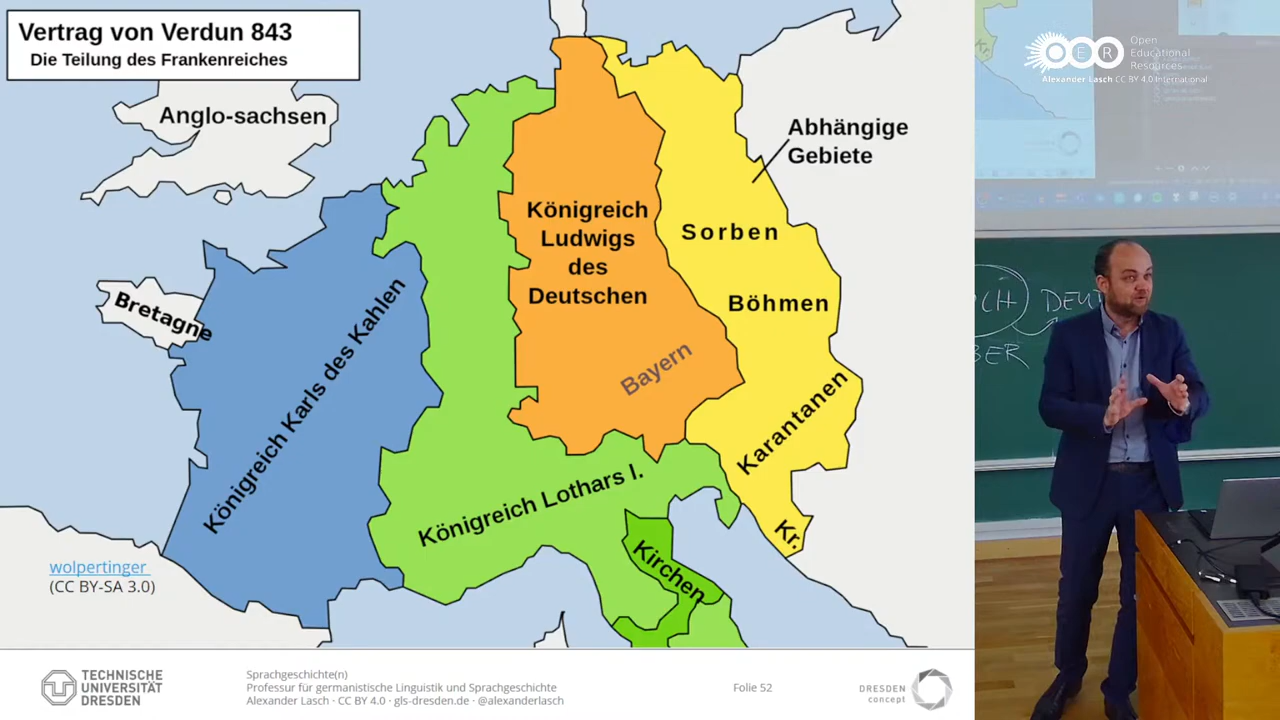 Vertrag von Verdun 843
Die Teilung des Frankenreiches
Anglo-sachsen
Abhängige
Gebiete
Königreich
Ludwigs
des
Deutschen
Sorben
Böhmen
Bretagne
Königreich Karls des Kahlen
Bayern
Karantanen
Königreich Lothars I.
Kr.
Kirchen
wolpertinger
(CC BY-SA 3.0)
TECHNISCHE
UNIVERSITÄT
DRESDEN
Sprachgeschichte(n)
Professur für germanistische Linguistik und Sprachgeschichte
Alexander Lasch · CC BY 4.0 · gls-dresden.de · @alexanderlasch
Folie 52
DRESDEN
concept
OER
Open
Educational
Resources
Alexander Lasch CC BY 4.0 International